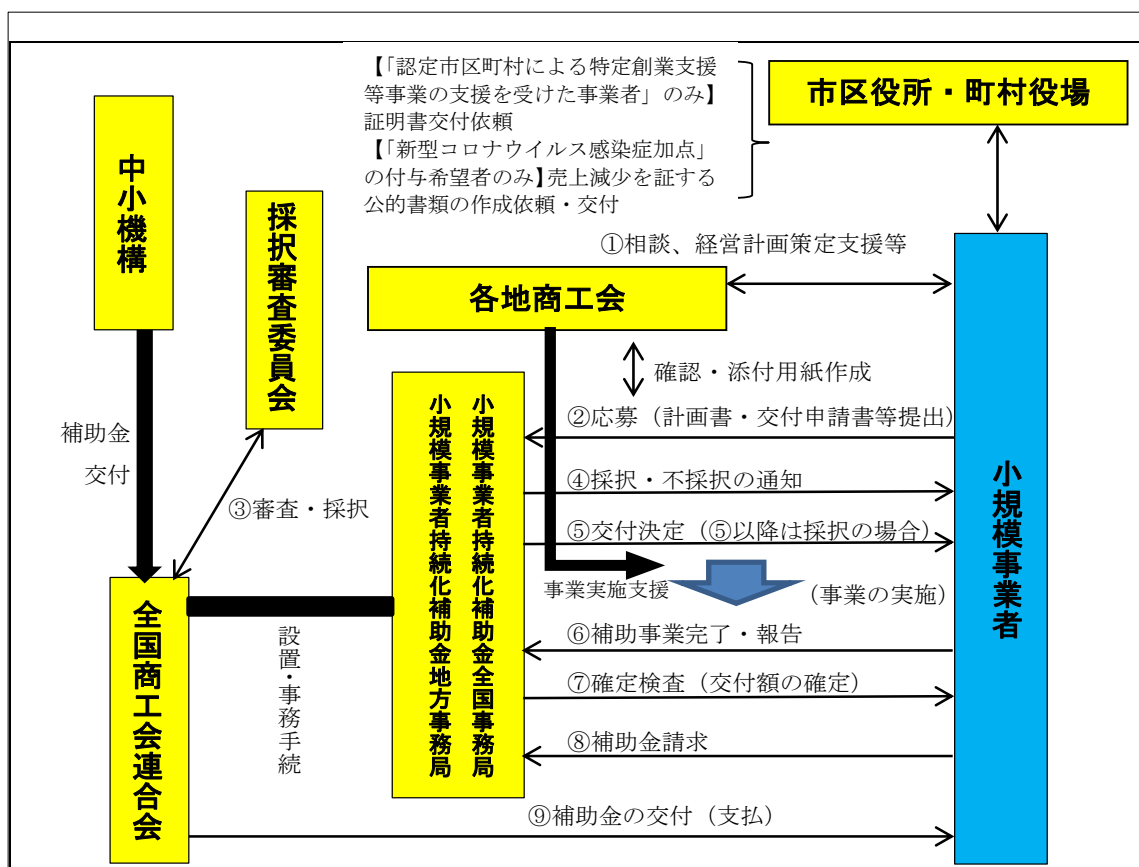 【「認定市区町村による特定創業支援
等事業の支援を受けた事業者」のみ】
証明書交付依頼
【「新型コロナウイルス感染症加点」
の付与希望者のみ】売上減少を証する
公的書類の作成依頼・交付
市区役所・町村役場
中小機構
採択審査委員会
①相談、経営計画策定支援等
各地商工会
確認・添付用紙作成
補助金
交付
③審査・採択
小規模事業者持続化補助金全国事務局
小規模事業者持続化補助金地方事務局
②応募（計画書・交付申請書等提出）
④採択・不採択の通知
⑤交付決定（⑤以降は採択の場合）
事業実施支援
（事業の実施）
小規模事業者
全国商工会連合会
設置・事務手続
⑥補助事業完了・報告
⑦確定検査（交付額の確定）
⑧補助金請求
⑨補助金の交付（支払）